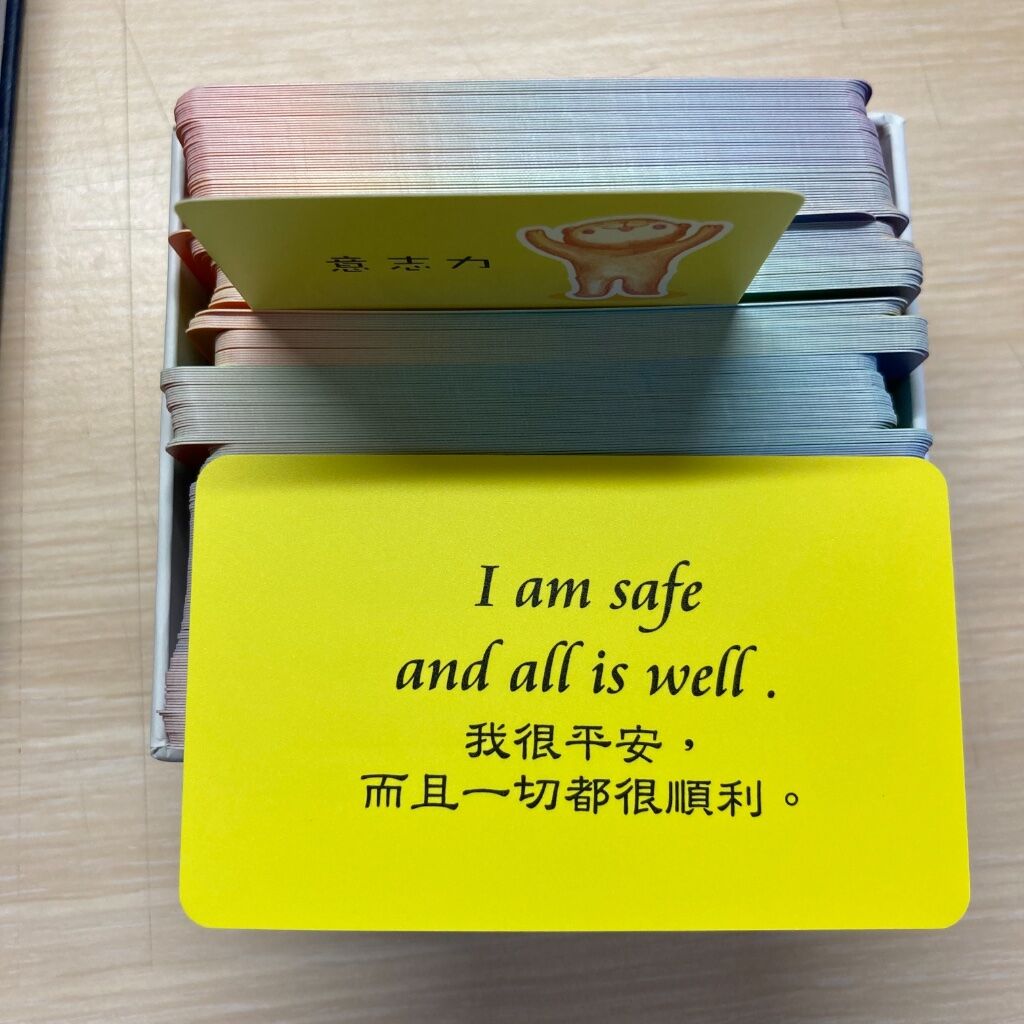 意志力
I am safe
and all is well .
我很平安，
而且一切都很順利。